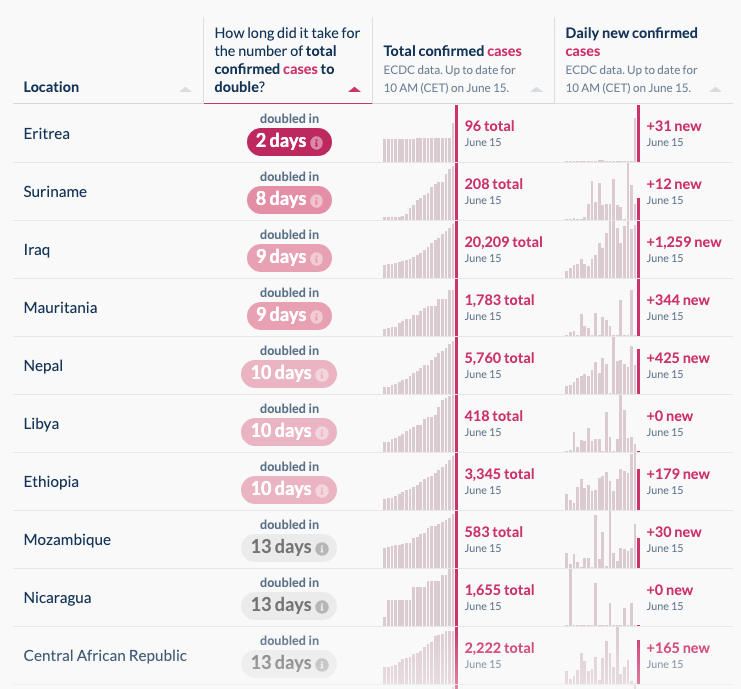 Location
How long did it take for
the number of total
confirmed cases to
double?
Total confirmed cases
ECDC data. Up to date for
10 AM (CET) on June 15.
Daily new confirmed
cases
ECDC data. Up to date for
10 AM (CET) on June 15.
Eritrea
doubled in
2 days i
96 total
June 15
+31 new
June 15
Suriname
doubled in
8 days i
208 total
June 15
+12 new
June 15
Iraq
doubled in
9 days i
20,209 total
June 15
+1,259 new
June 15
Mauritania
doubled in
9 days i
1,783 total
June 15
+344 new
June 15
Nepal
doubled in
10 days i
5,760 total
June 15
+425 new
June 15
Libya
doubled in
10 days i
418 total
June 15
+0 new
June 15
Ethiopia
doubled in
10 days i
3,345 total
June 15
+179 new
June 15
Mozambique
doubled in
13 days i
583 total
June 15
+30 new
June 15
Nicaragua
doubled in
13 days i
1,655 total
June 15
+0 new
June 15
Central African Republic
doubled in
13 days i
2,222 total
June 15
+165 new
June 15